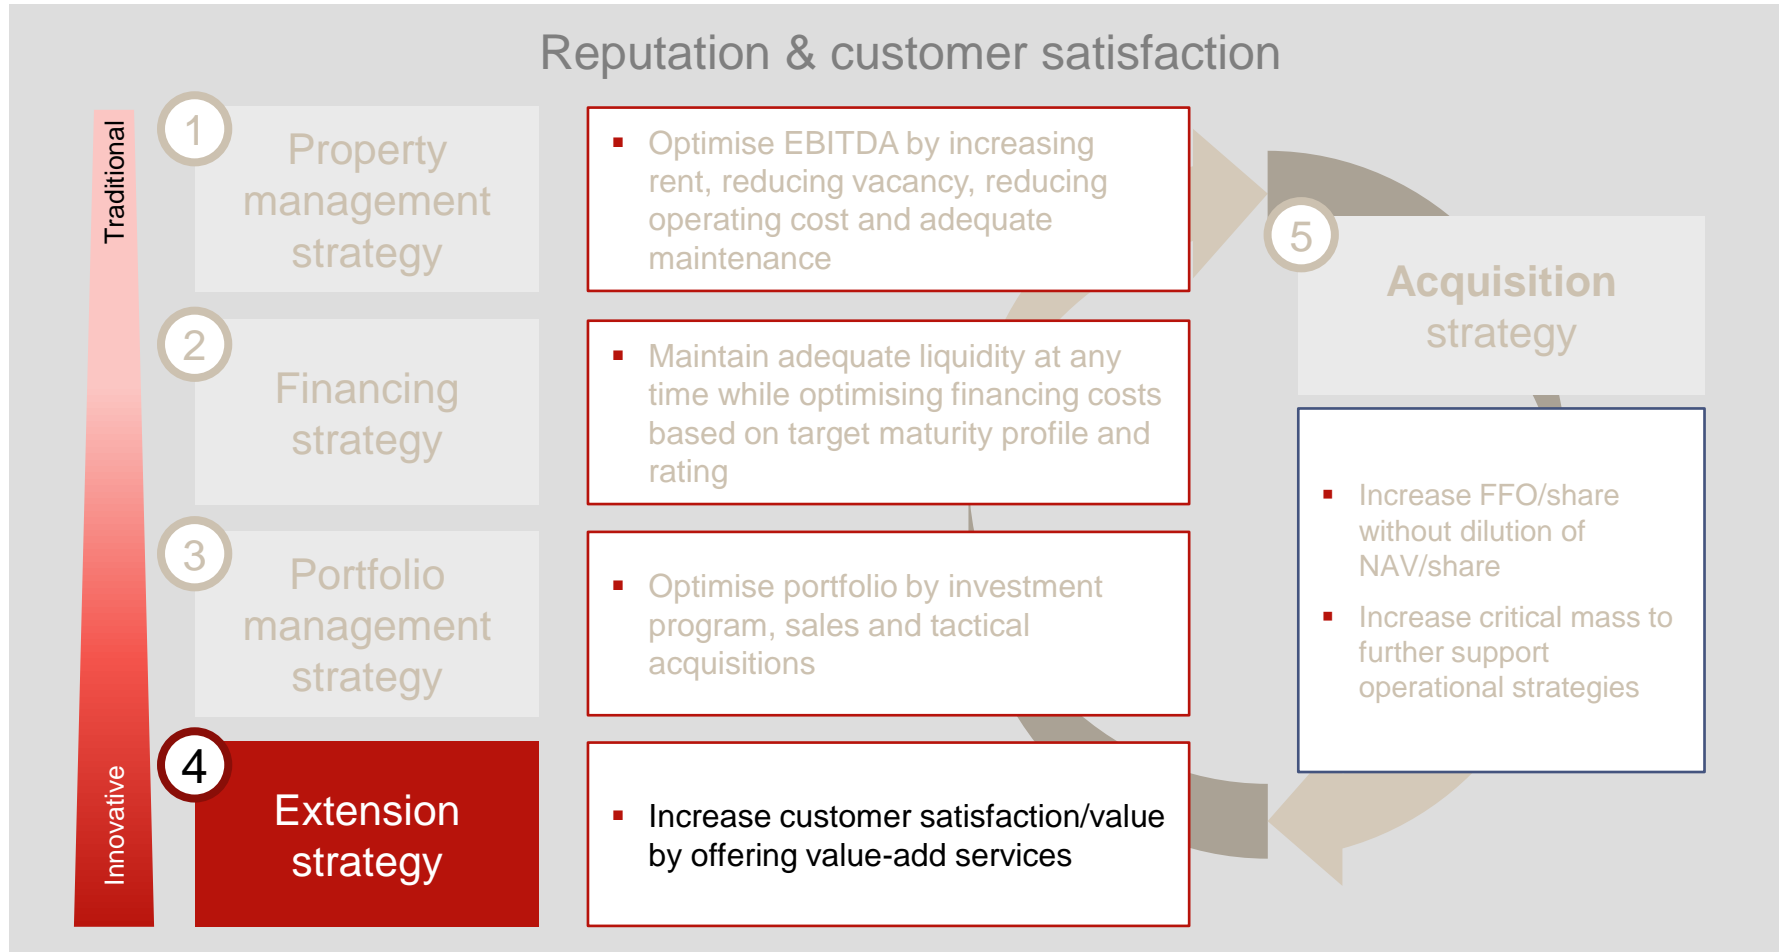 Reputation & customer satisfaction
Traditional
Innovative
1
Property
management
strategy
▪ Optimise EBITDA by increasing
rent, reducing vacancy, reducing
operating cost and adequate
maintenance
2
Financing
strategy
▪ Maintain adequate liquidity at any
time while optimising financing costs
based on target maturity profile and
rating
3
Portfolio
management
strategy
▪ Optimise portfolio by investment
program, sales and tactical
acquisitions
4
Extension
strategy
▪ Increase customer satisfaction/value
by offering value-add services
5
Acquisition
strategy
▪ Increase FFO/share
without dilution of
NAV/share
▪ Increase critical mass to
further support
operational strategies